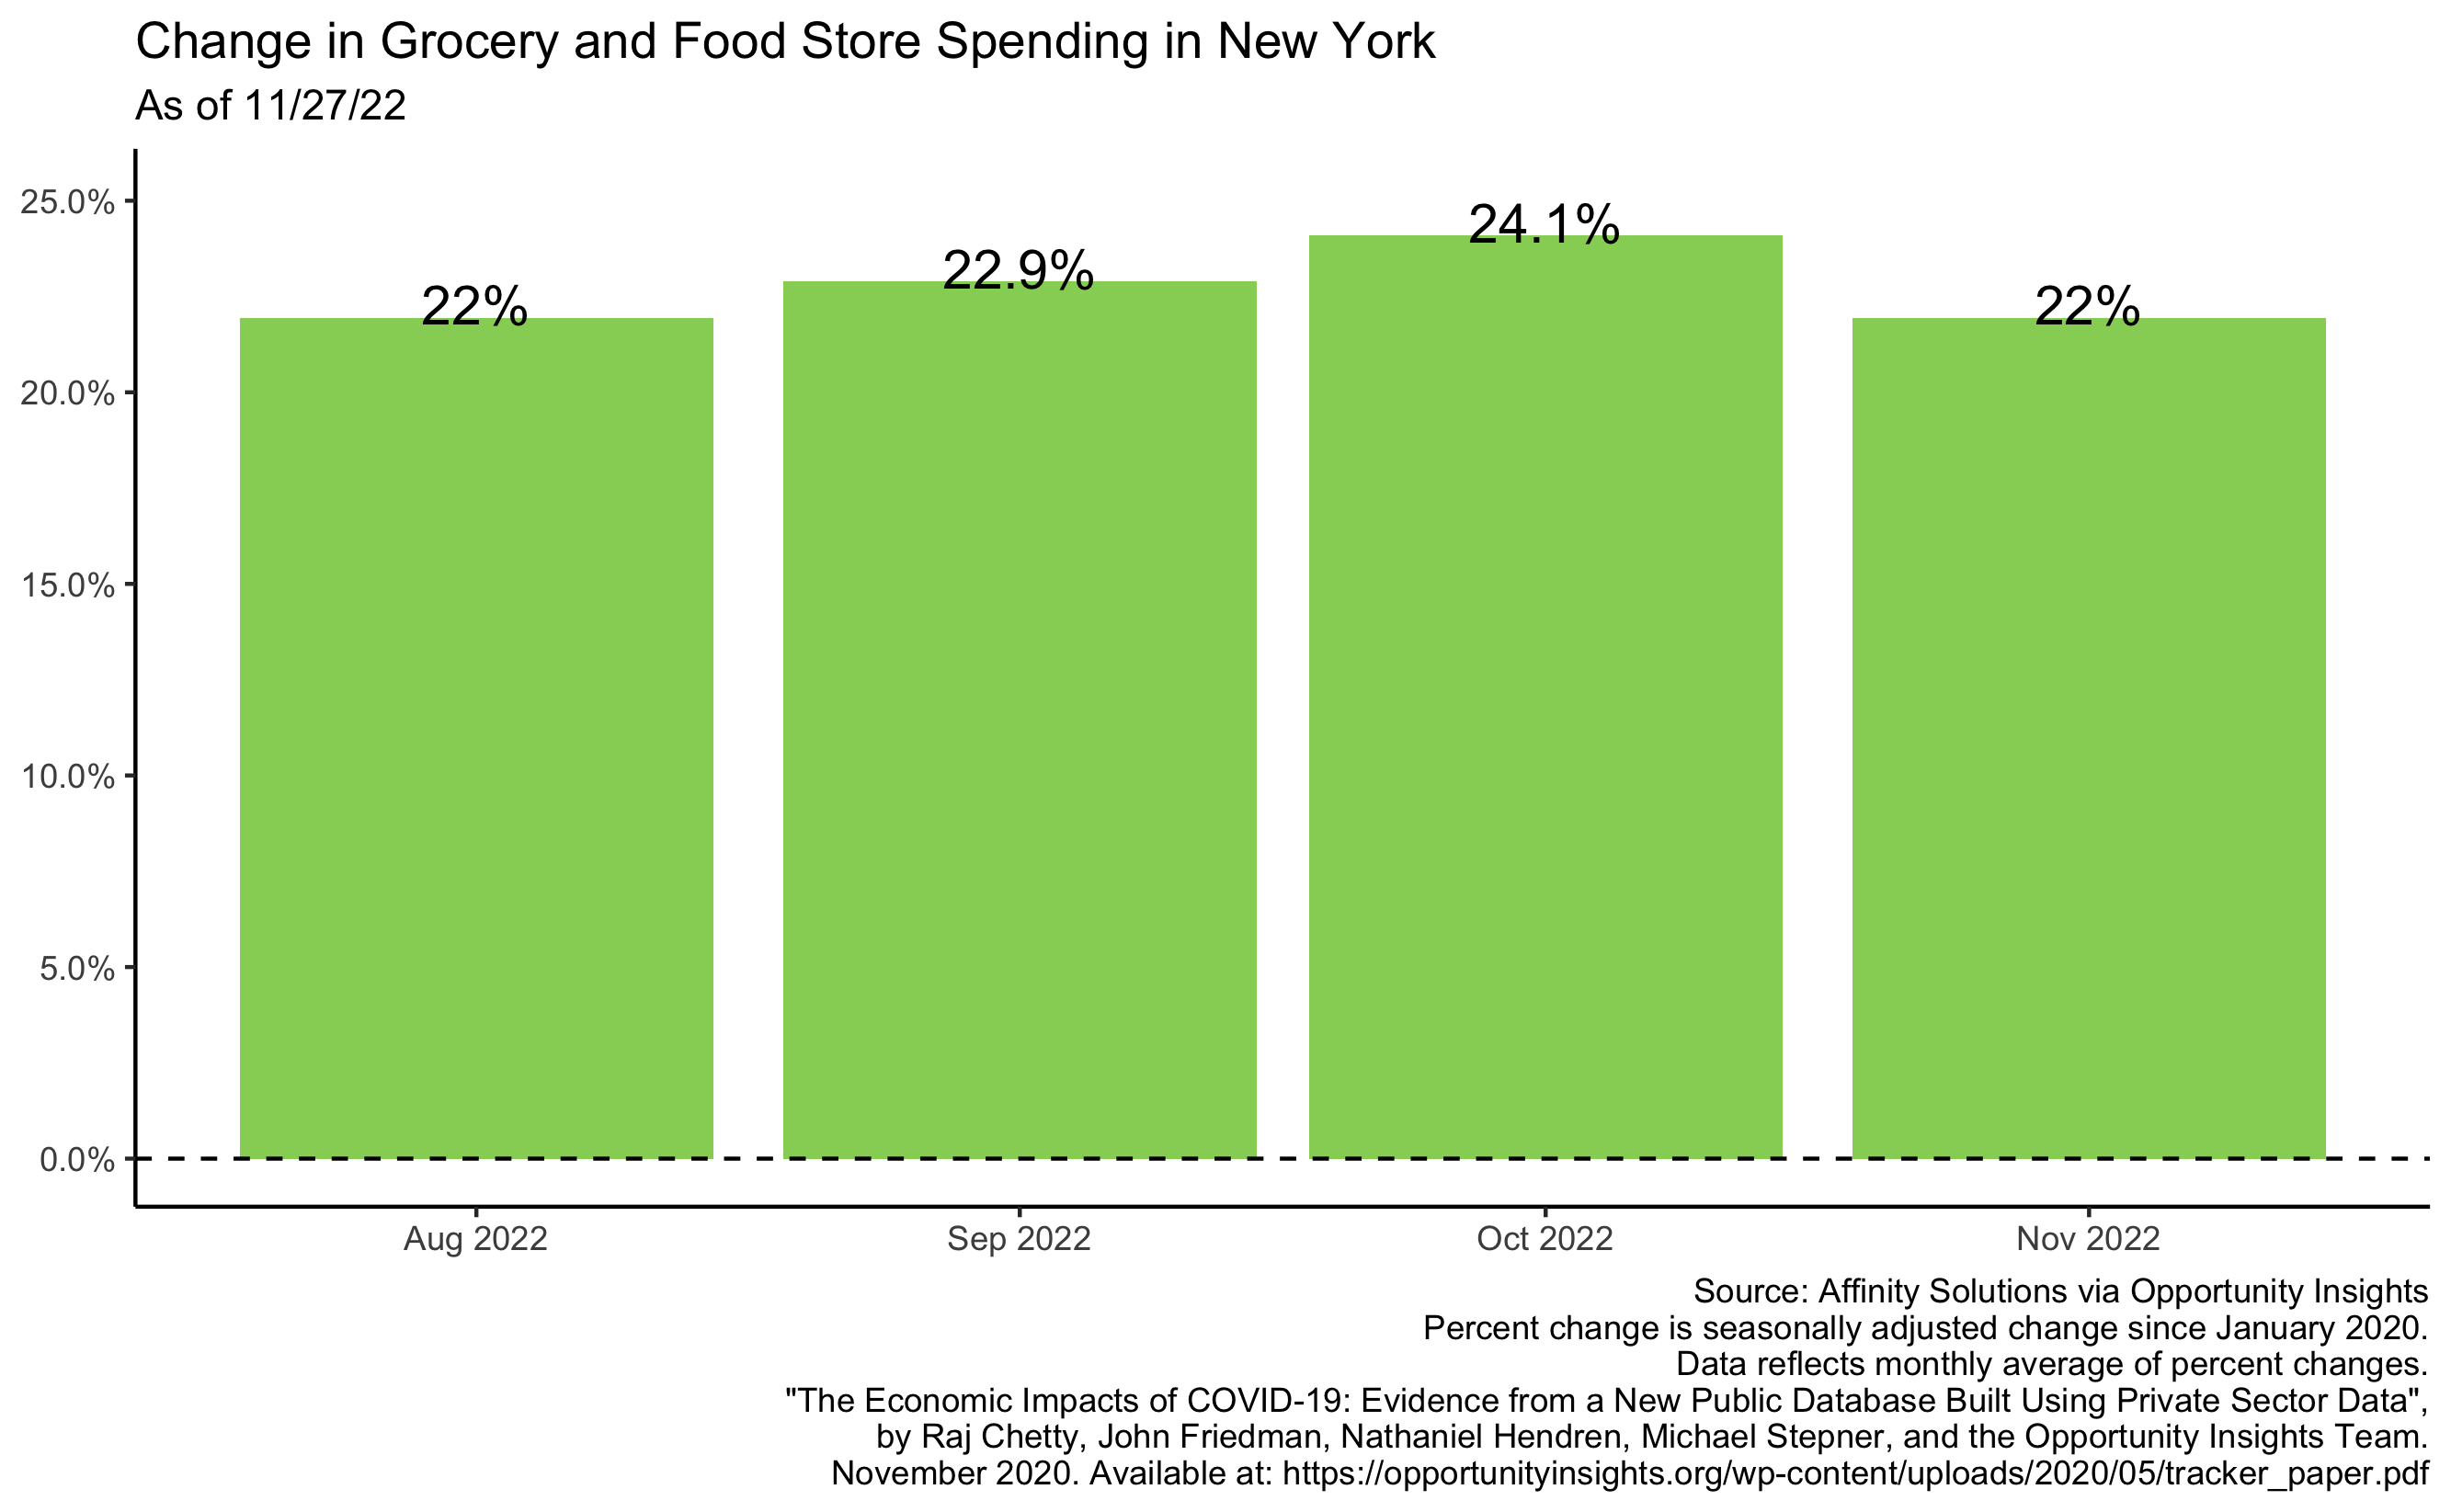 Change in Grocery and Food Store Spending in New York
As of 11/27/22
25.0%
20.0%
15.0%
10.0%
5.0%
0.0%
22%
22.9%
24.1%
22%
Aug 2022
Sep 2022
Oct 2022
Nov 2022
Source: Affinity Solutions via Opportunity Insights
Percent change is seasonally adjusted change since January 2020.
Data reflects monthly average of percent changes.
"The Economic Impacts of COVID-19: Evidence from a New Public Database Built Using Private Sector Data",
by Raj Chetty, John Friedman, Nathaniel Hendren, Michael Stepner, and the Opportunity Insights Team.
November 2020. Available at: https://opportunityinsights.org/wp-content/uploads/2020/05/tracker_paper.pdf